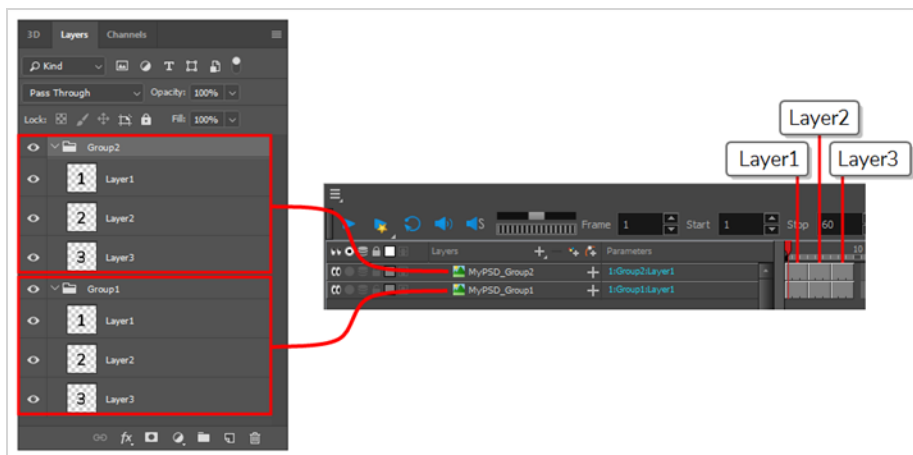 3D Layers Channels
Kind
Pass Through Opacity: 100%
Lock: Fill: 100%
Group2
1 Layer1
2 Layer2
3 Layer3
Group1
1 Layer1
2 Layer2
3 Layer3
fx
Layer2
Layer1 Layer3
S Frame 1 Start 1 Stop 60
Layers Parameters 10
MyPSD_Group2 1:Group2:Layer1
MyPSD_Group1 1:Group1:Layer1